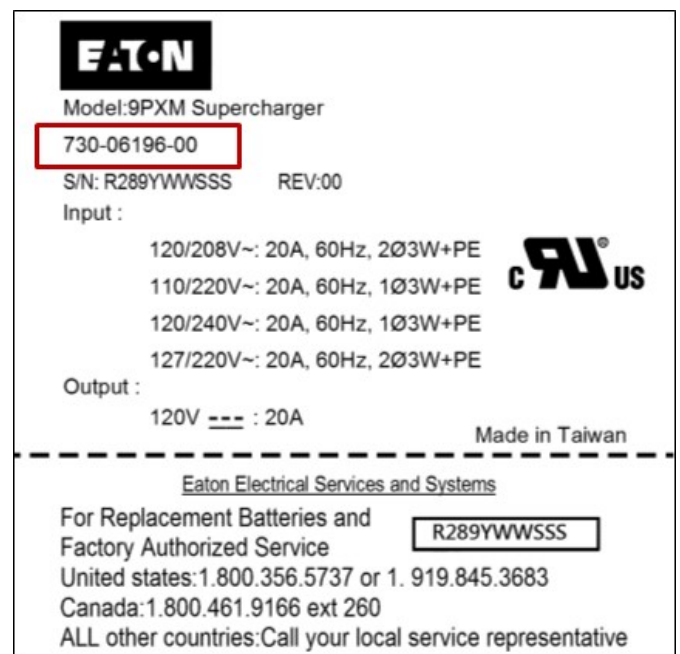 EATON
Model:9PXM Supercharger
730-06196-00
S/N: R289YWWSSS REV:00
Input :
120/208V~: 20A, 60Hz, 2Ø3W+PE
110/220V~: 20A, 60Hz, 1Ø3W+PE
120/240V~: 20A, 60Hz, 1Ø3W+PE
127/220V~: 20A, 60Hz, 2Ø3W+PE
c RU ® US
Output :
120V --- : 20A
Made in Taiwan
Eaton Electrical Services and Systems
For Replacement Batteries and
Factory Authorized Service
R289YWWSSS
United states:1.800.356.5737 or 1. 919.845.3683
Canada:1.800.461.9166 ext 260
ALL other countries:Call your local service representative